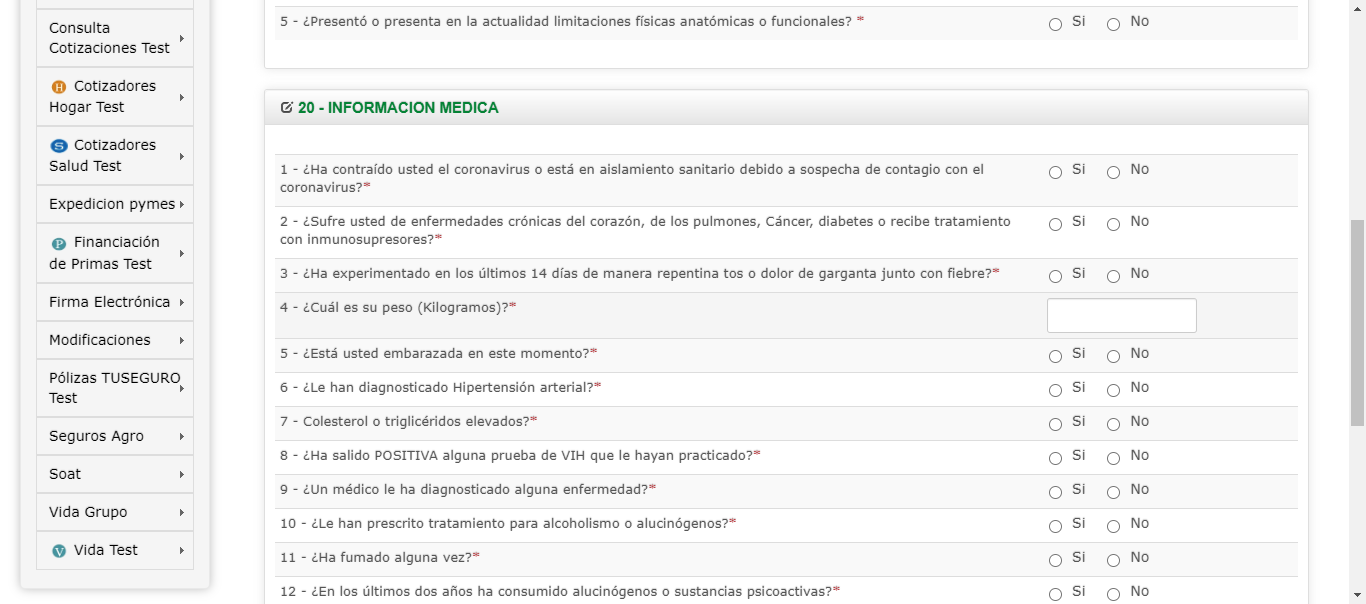 Consulta
Cotizaciones Test
Cotizadores
Hogar Test
Cotizadores
Salud Test
Expedicion pymes
Financiación
de Primas Test
Firma Electrónica
Modificaciones
Pólizas TUSEGURO
Test
Seguros Agro
Soat
Vida Grupo
Vida Test
5 - ¿Presentó o presenta en la actualidad limitaciones físicas anatómicas o funcionales? * Si No
20 - INFORMACION MEDICA
1 - ¿Ha contraído usted el coronavirus o está en aislamiento sanitario debido a sospecha de contagio con el Si No
coronavirus?*
2 - ¿Sufre usted de enfermedades crónicas del corazón, de los pulmones, Cáncer, diabetes o recibe tratamiento Si No
con inmunosupresores?*
3 - ¿Ha experimentado en los últimos 14 días de manera repentina tos o dolor de garganta junto con fiebre?* Si No
4 - ¿Cuál es su peso (Kilogramos)?*
5 - ¿Está usted embarazada en este momento?* Si No
6 - ¿Le han diagnosticado Hipertensión arterial?* Si No
7 - Colesterol o triglicéridos elevados?* Si No
8 - ¿Ha salido POSITIVA alguna prueba de VIH que le hayan practicado?* Si No
9 - ¿Un médico le ha diagnosticado alguna enfermedad?* Si No
10 - ¿Le han prescrito tratamiento para alcoholismo o alucinógenos?* Si No
11 - ¿Ha fumado alguna vez?* Si No
12 - ¿En los últimos dos años ha consumido alucinógenos o sustancias psicoactivas?* Si No